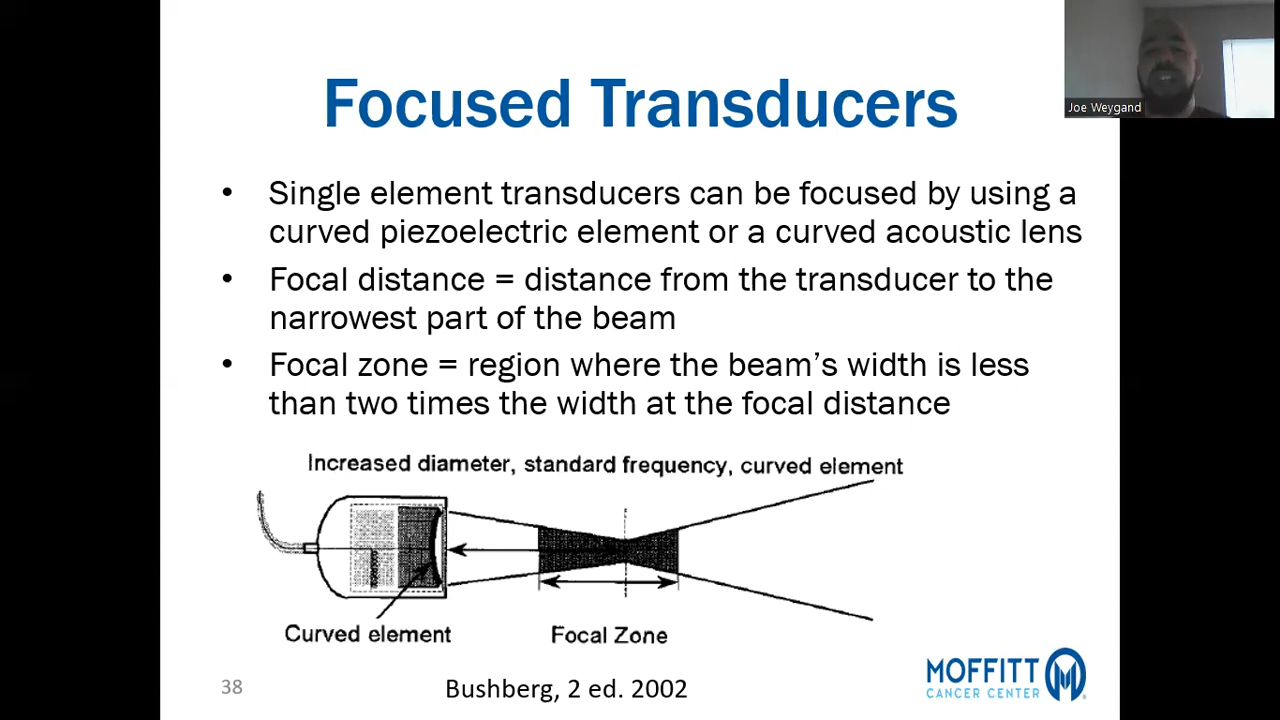 Focused Transducers
Joe Weygand
• Single element transducers can be focused by using a
curved piezoelectric element or a curved acoustic lens
• Focal distance = distance from the transducer to the
narrowest part of the beam
• Focal zone = region where the beam's width is less
than two times the width at the focal distance
Increased diameter, standard frequency, curved element
Curved element
Focal Zone
38
Bushberg, 2 ed. 2002
MOFFITT
CANCER CENTER